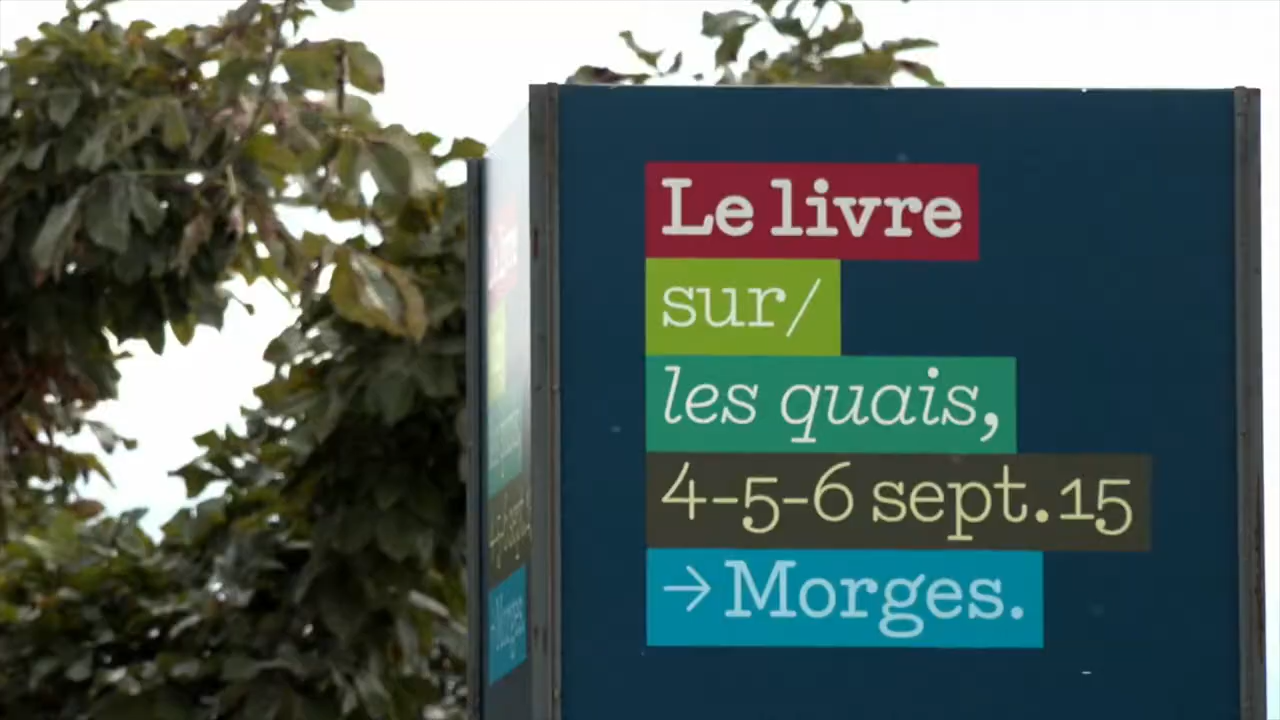 Le livre
sur/
les quais,
4-5-6 sept.15
→ Morges.